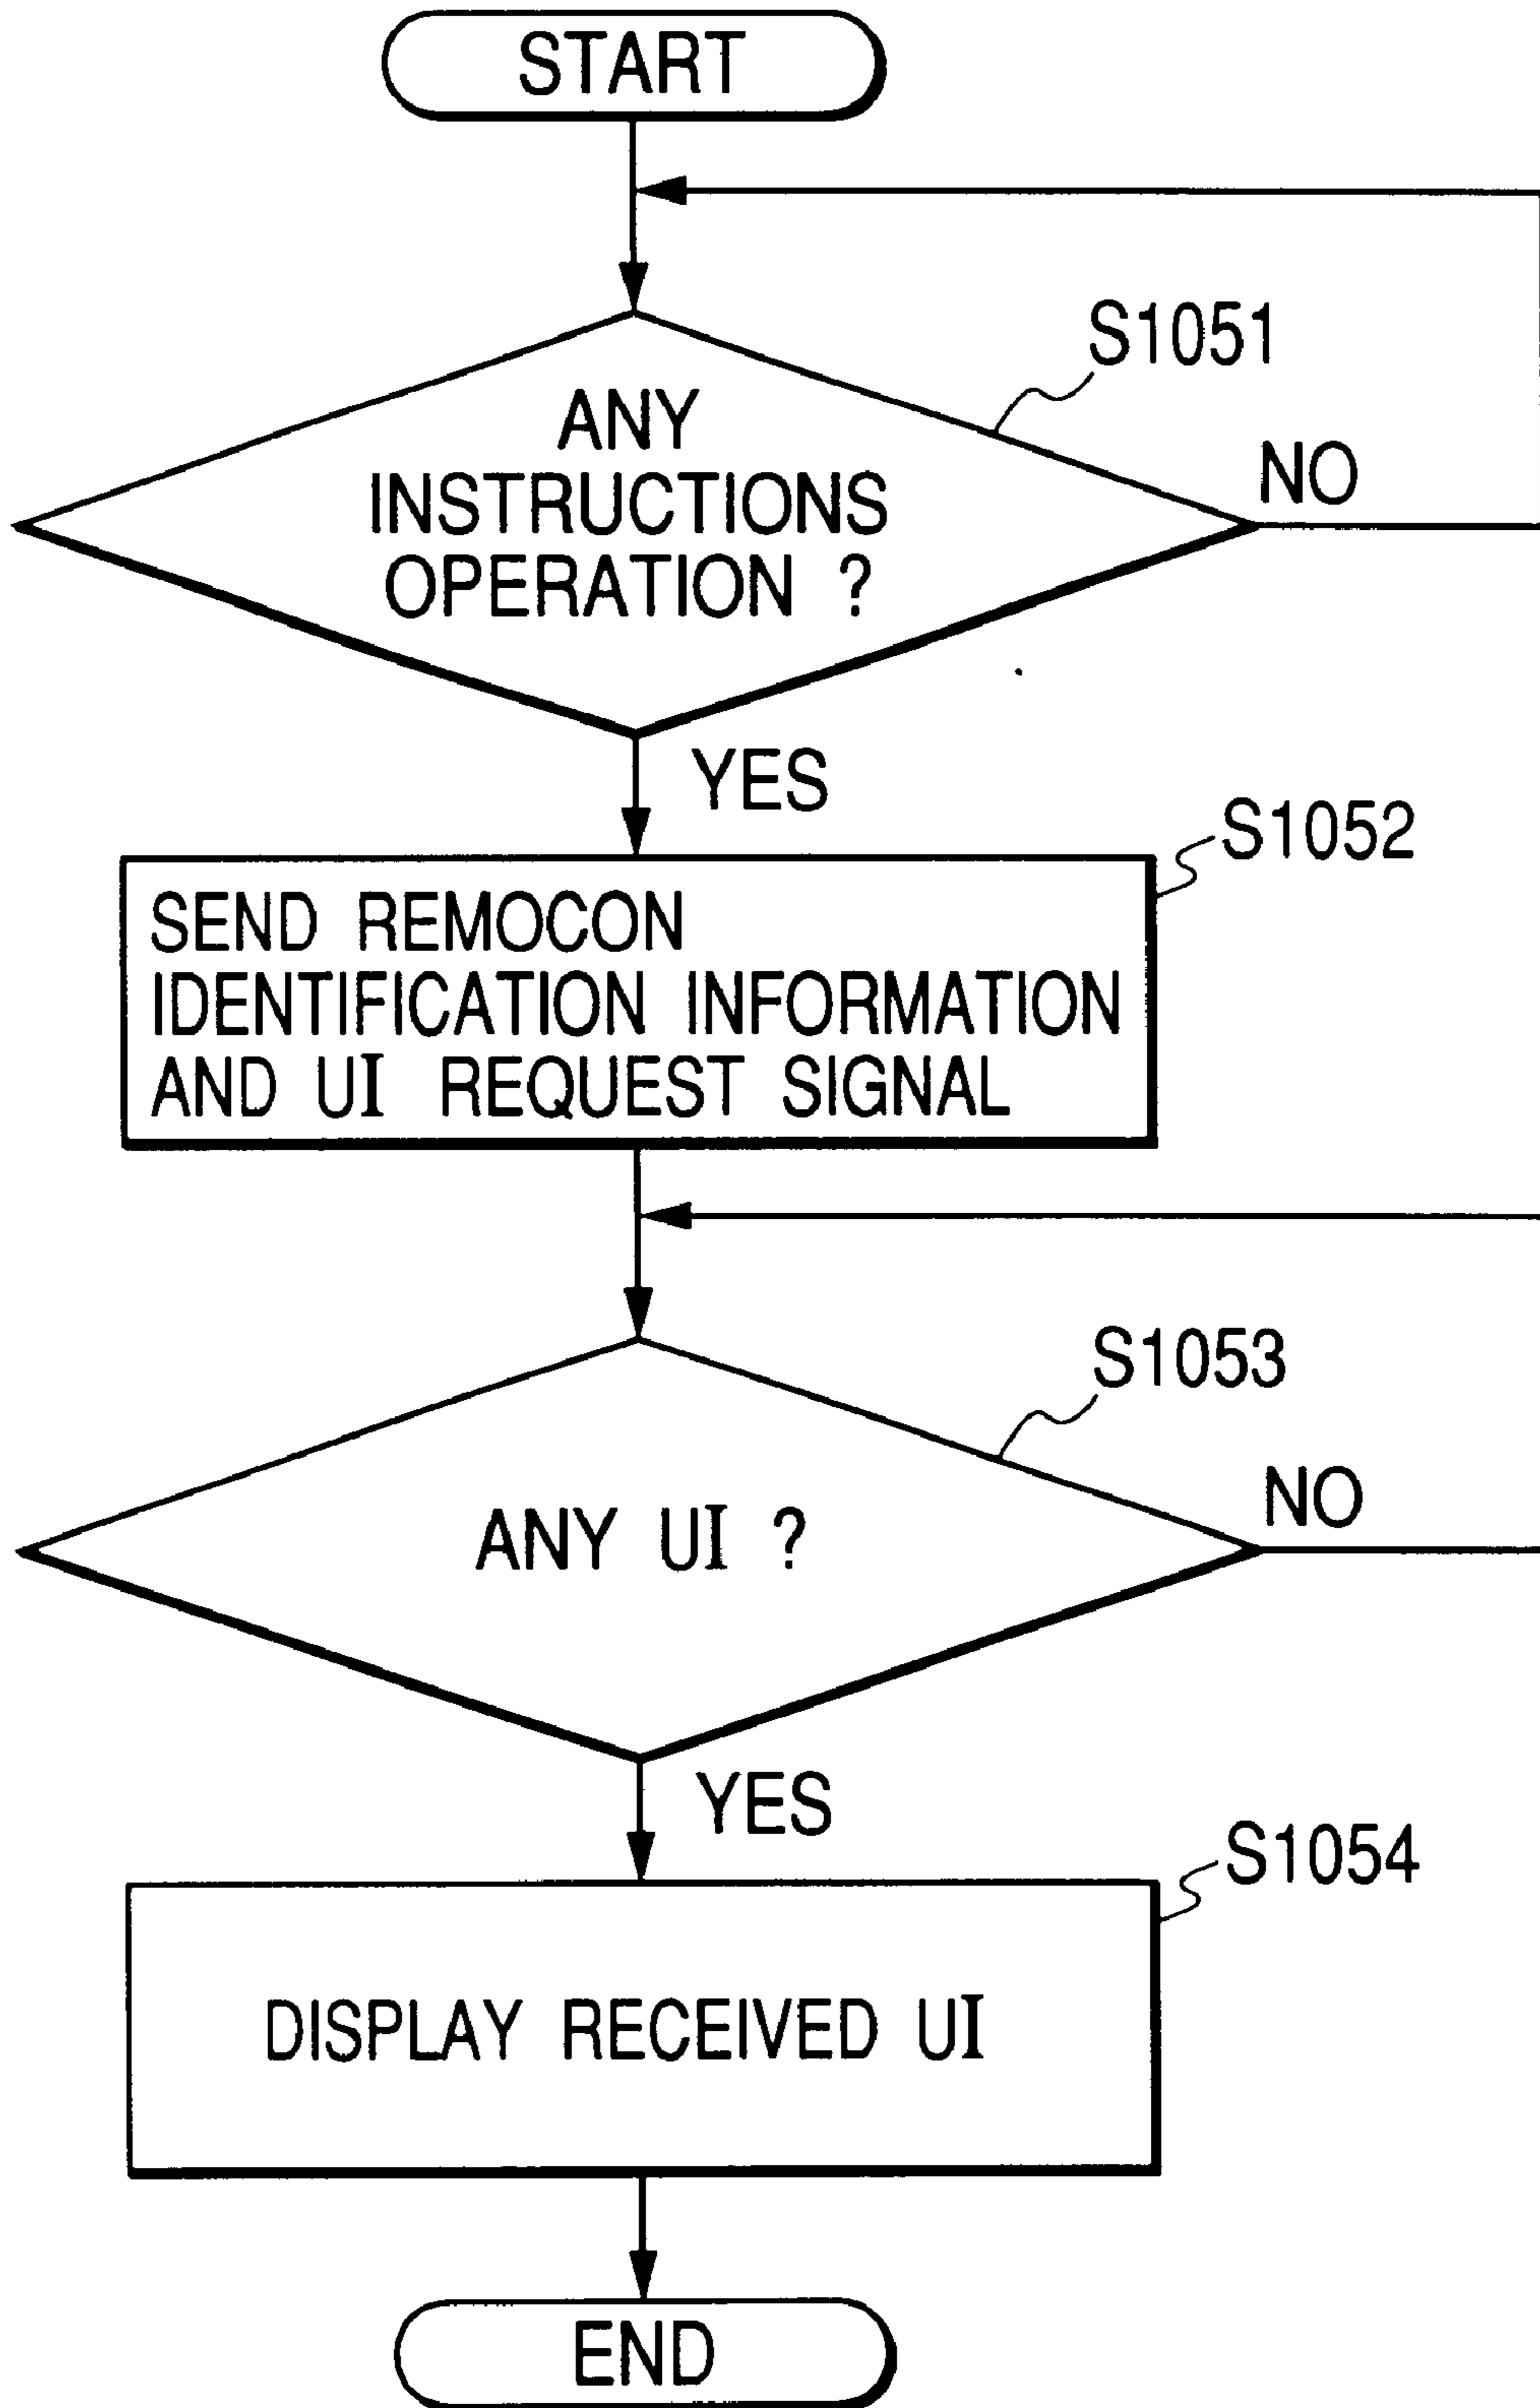 START
S1051
ANY
INSTRUCTIONS
OPERATION ?
NO
YES
S1052
SEND REMOCON
IDENTIFICATION INFORMATION
AND UI REQUEST SIGNAL
S1053
ANY UI ?
NO
YES
S1054
DISPLAY RECEIVED UI
END